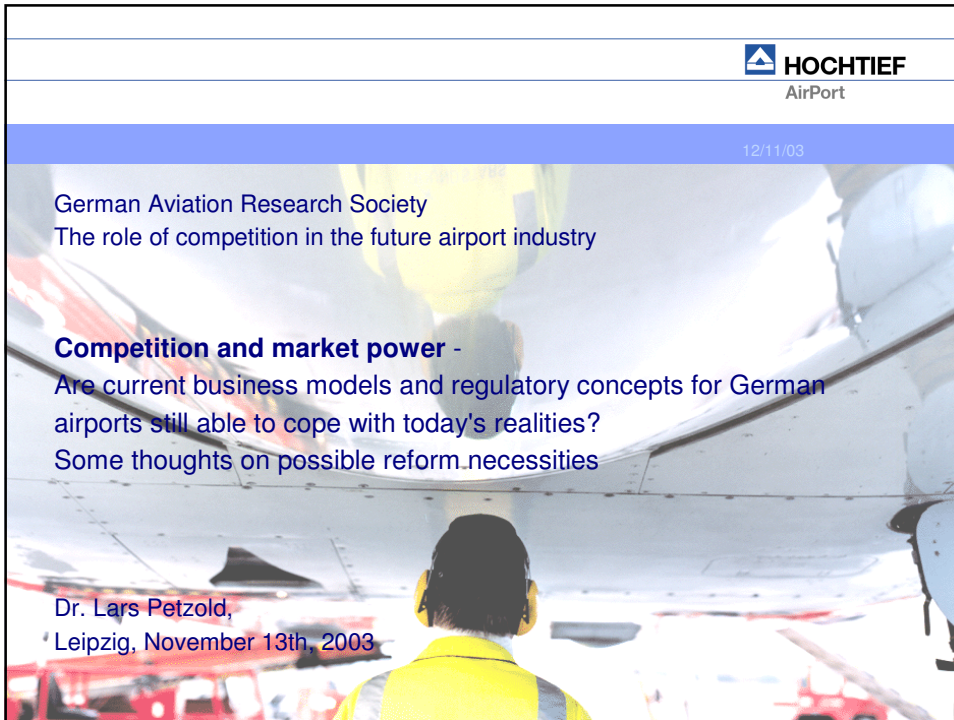 HOCHTIEF
AirPort
12/11/03
German Aviation Research Society
The role of competition in the future airport industry
Competition and market power -
Are current business models and regulatory concepts for German
airports still able to cope with today's realities?
Some thoughts on possible reform necessities
Dr. Lars Petzold,
Leipzig, November 13th, 2003